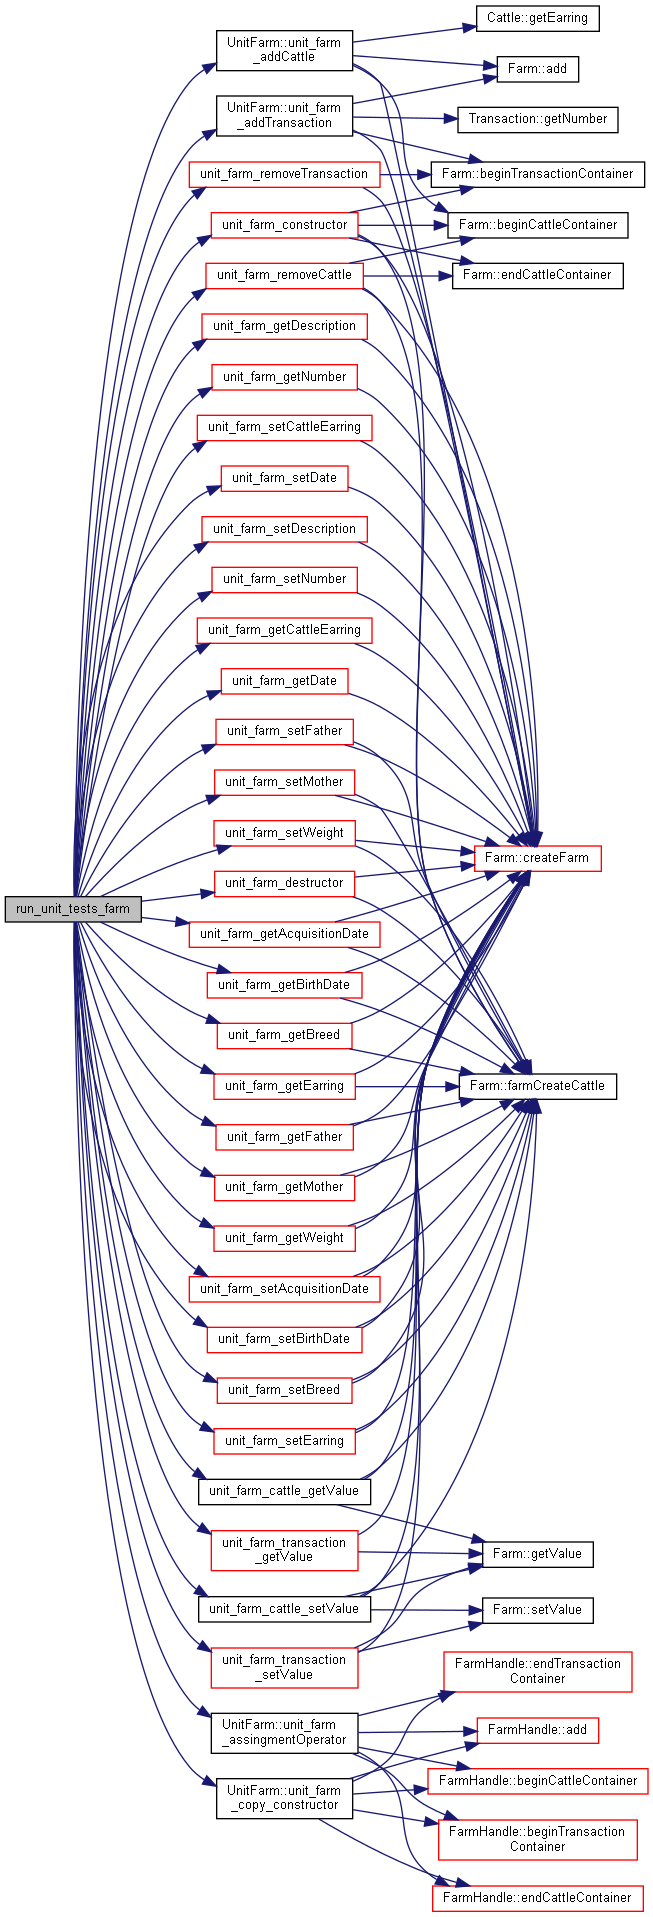 run_unit_tests_farm
UnitFarm::unit_farm
_addCattle
UnitFarm::unit_farm
_addTransaction
unit_farm_removeTransaction
unit_farm_constructor
unit_farm_removeCattle
unit_farm_getDescription
unit_farm_getNumber
unit_farm_setCattleEarring
unit_farm_setDate
unit_farm_setDescription
unit_farm_setNumber
unit_farm_getCattleEarring
unit_farm_getDate
unit_farm_setFather
unit_farm_setMother
unit_farm_setWeight
unit_farm_destructor
unit_farm_getAcquisitionDate
unit_farm_getBirthDate
unit_farm_getBreed
unit_farm_getEarring
unit_farm_getFather
unit_farm_getMother
unit_farm_getWeight
unit_farm_setAcquisitionDate
unit_farm_setBirthDate
unit_farm_setBreed
unit_farm_setEarring
unit_farm_cattle_getValue
unit_farm_transaction
_getValue
unit_farm_cattle_setValue
unit_farm_transaction
_setValue
UnitFarm::unit_farm
_assingmentOperator
UnitFarm::unit_farm
_copy_constructor
Cattle::getEarring
Farm::add
Transaction::getNumber
Farm::beginTransactionContainer
Farm::beginCattleContainer
Farm::endCattleContainer
Farm::createFarm
Farm::farmCreateCattle
Farm::getValue
Farm::setValue
FarmHandle::endTransaction
Container
FarmHandle::add
FarmHandle::beginCattleContainer
FarmHandle::beginTransaction
Container
FarmHandle::endCattleContainer